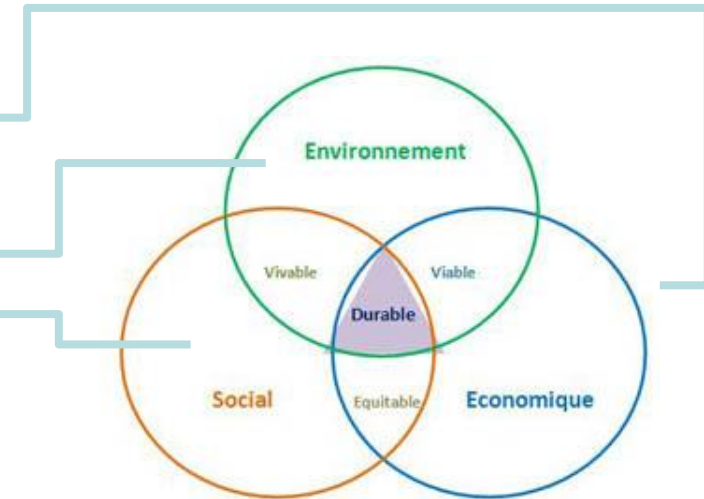 Environnement
Vivable
Viable
Durable
Social
Equitable
Economique